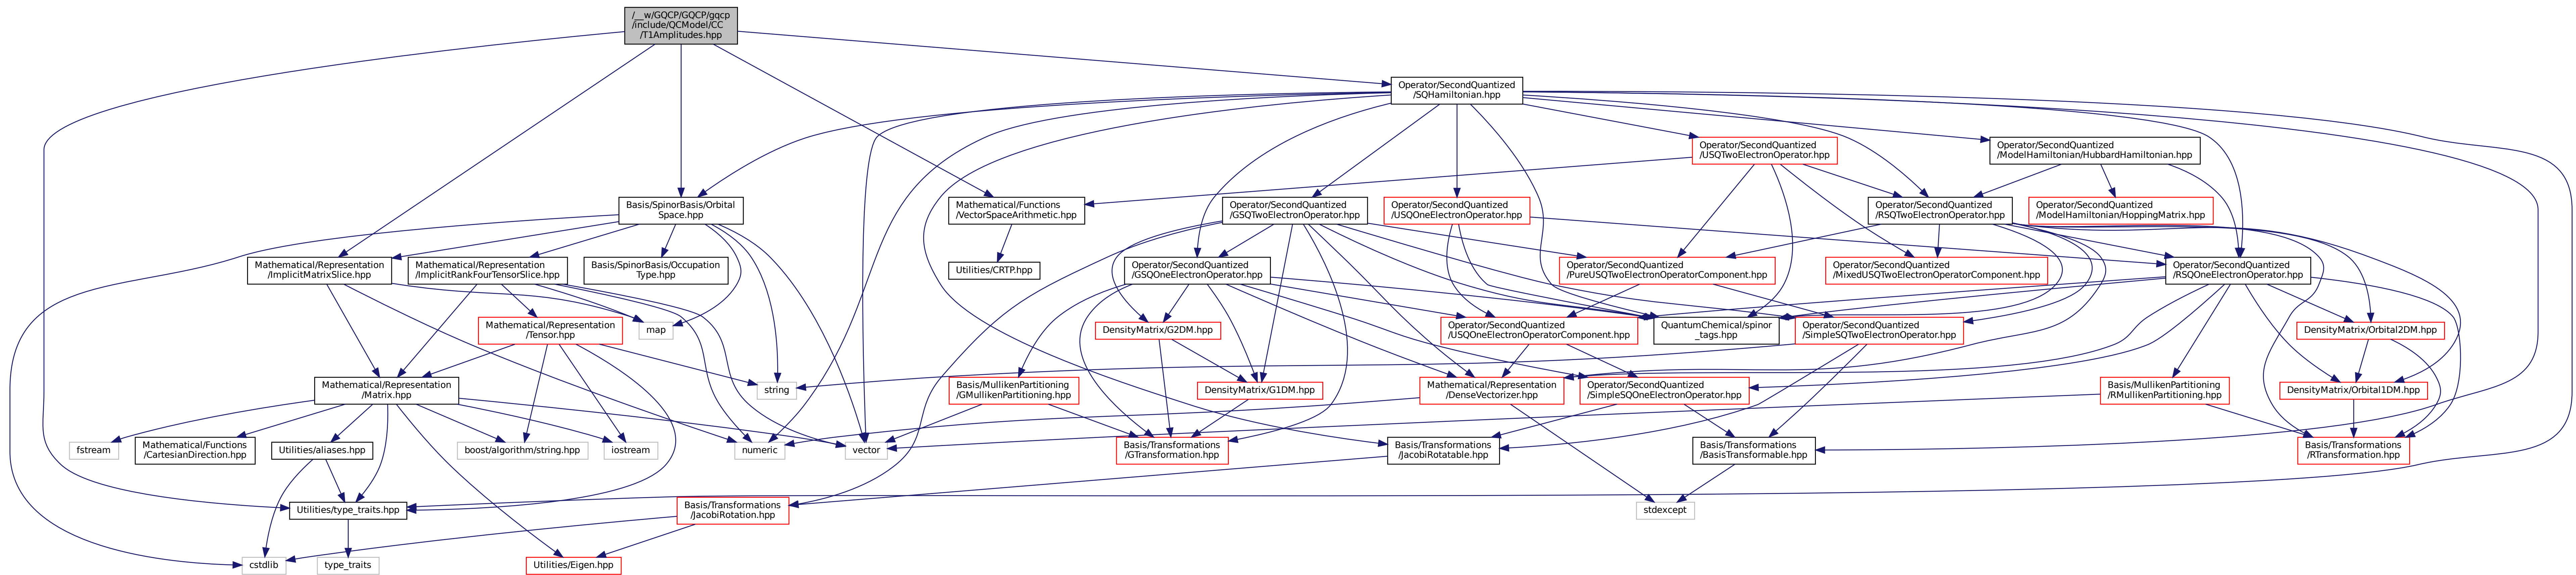 /__w/GQCP/GQCP/gqcp
/include/QCModel/CC
/T1Amplitudes.hpp
Operator/SecondQuantized
/SQHamiltonian.hpp
Operator/SecondQuantized
/USQTwoElectronOperator.hpp
Operator/SecondQuantized
/ModelHamiltonian/HubbardHamiltonian.hpp
Basis/SpinorBasis/Orbital
Space.hpp
Mathematical/Functions
/VectorSpaceArithmetic.hpp
Operator/SecondQuantized
/GSQTwoElectronOperator.hpp
Operator/SecondQuantized
/USQOneElectronOperator.hpp
Operator/SecondQuantized
/RSQTwoElectronOperator.hpp
Operator/SecondQuantized
/ModelHamiltonian/HoppingMatrix.hpp
Mathematical/Representation
/ImplicitMatrixSlice.hpp
Mathematical/Representation
/ImplicitRankFourTensorSlice.hpp
Basis/SpinorBasis/Occupation
Type.hpp
Utilities/CRTP.hpp
Operator/SecondQuantized
/GSQOneElectronOperator.hpp
Operator/SecondQuantized
/PureUSQTwoElectronOperatorComponent.hpp
Operator/SecondQuantized
/MixedUSQTwoElectronOperatorComponent.hpp
Operator/SecondQuantized
/RSQOneElectronOperator.hpp
Mathematical/Representation
/Tensor.hpp
map
DensityMatrix/G2DM.hpp
Operator/SecondQuantized
/USQOneElectronOperatorComponent.hpp
QuantumChemical/spinor
_tags.hpp
Operator/SecondQuantized
/SimpleSQTwoElectronOperator.hpp
DensityMatrix/Orbital2DM.hpp
Mathematical/Representation
/Matrix.hpp
string
Basis/MullikenPartitioning
/GMullikenPartitioning.hpp
DensityMatrix/G1DM.hpp
Mathematical/Representation
/DenseVectorizer.hpp
Operator/SecondQuantized
/SimpleSQOneElectronOperator.hpp
Basis/MullikenPartitioning
/RMullikenPartitioning.hpp
DensityMatrix/Orbital1DM.hpp
fstream
Mathematical/Functions
/CartesianDirection.hpp
Utilities/aliases.hpp
boost/algorithm/string.hpp
iostream
numeric
vector
Basis/Transformations
/GTransformation.hpp
Basis/Transformations
/JacobiRotatable.hpp
Basis/Transformations
/BasisTransformable.hpp
Basis/Transformations
/RTransformation.hpp
Utilities/type_traits.hpp
Basis/Transformations
/JacobiRotation.hpp
stdexcept
cstdlib
type_traits
Utilities/Eigen.hpp